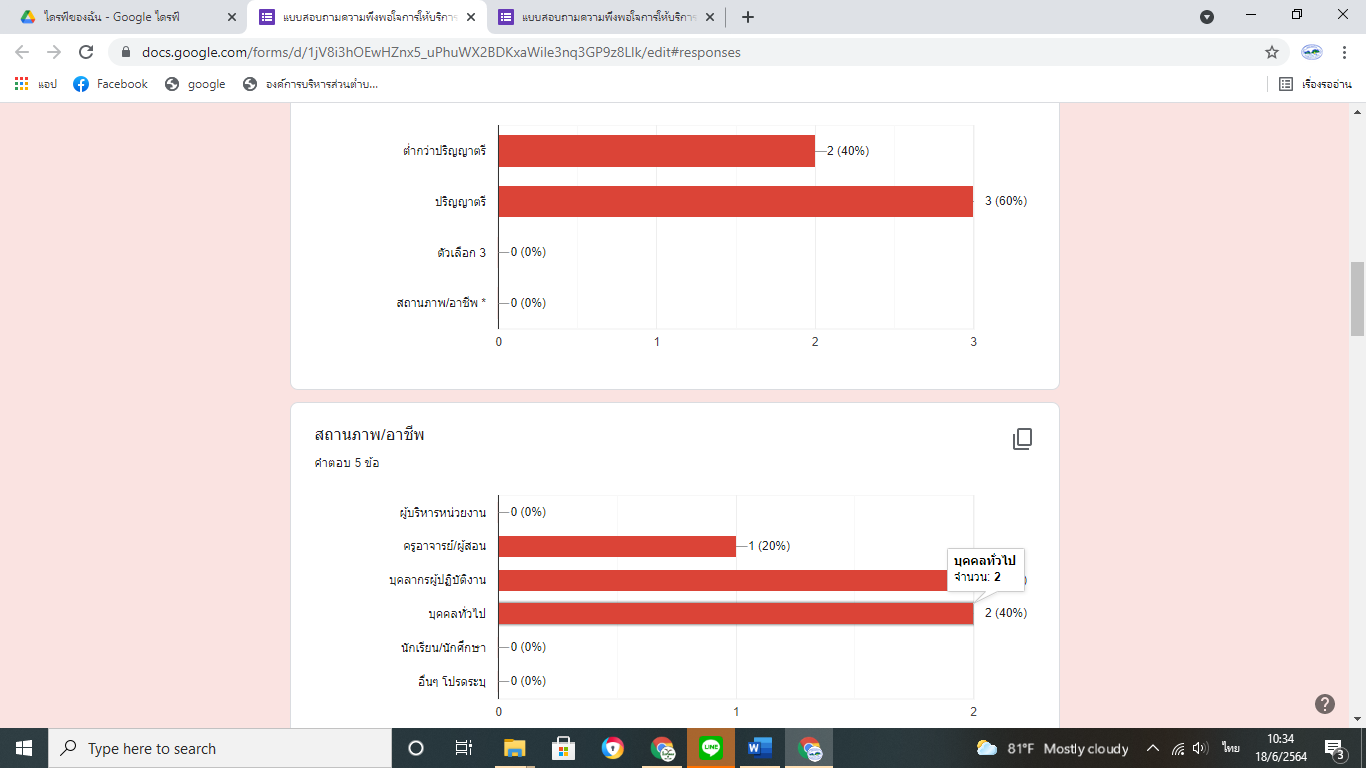 ไดรฟ์ของฉัน - Google ไดรฟ์
แบบสอบถามความพึงพอใจการให้บริการ
แบบสอบถามความพึงพอใจการให้บริการ
docs.google.com/forms/d/1jV8i3hOEwHZnx5_uPhuWX2BDKxaWiIe3nq3GP9z8LIk/edit#responses
แอป
Facebook
google
องค์การบริหารส่วนตำบ...
เรื่องรออ่าน
ต่ำกว่าปริญญาตรี
2 (40%)
ปริญญาตรี
3 (60%)
ตัวเลือก 3
0 (0%)
สถานภาพ/อาชีพ *
0 (0%)
0 1 2 3
สถานภาพ/อาชีพ
คำตอบ 5 ข้อ
ผู้บริหารหน่วยงาน
0 (0%)
ครูอาจารย์/ผู้สอน
1 (20%)
บุคลากรผู้ปฏิบัติงาน
บุคคลทั่วไป
จำนวน: 2
บุคคลทั่วไป
2 (40%)
นักเรียน/นักศึกษา
0 (0%)
อื่นๆ โปรดระบุ
0 (0%)
0 1 2
Type here to search
LINE
81°F Mostly cloudy
ไทย
10:34
18/6/2564
3